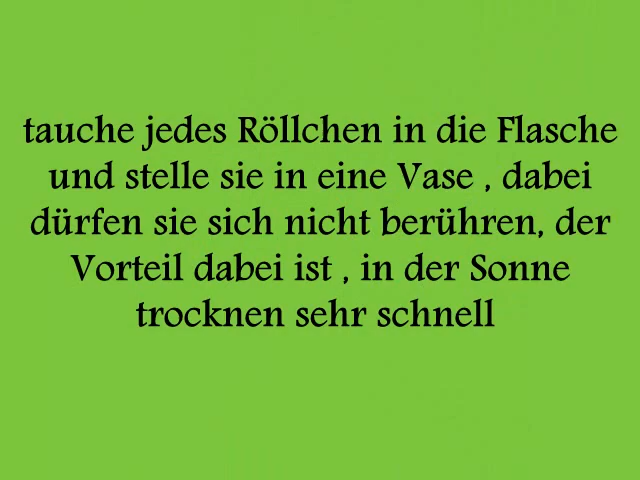 tauche jedes Röllchen in die Flasche
und stelle sie in eine Vase , dabei
dürfen sie sich nicht berühren, der
Vorteil dabei ist , in der Sonne
trocknen sehr schnell